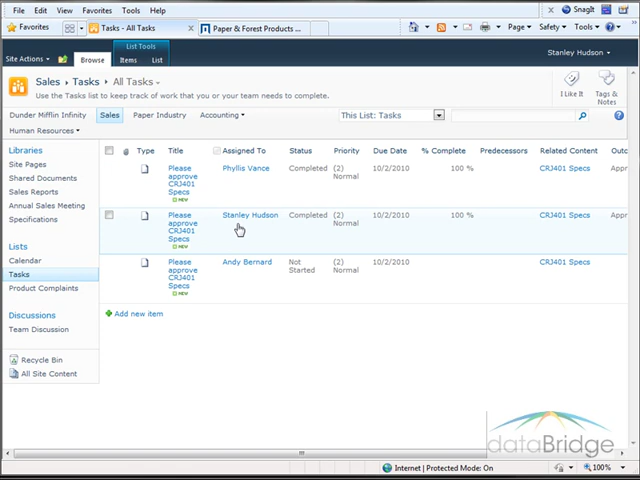 File Edit View Favorites Tools Help SnagIt
Favorites Tasks - All Tasks Paper & Forest Products ... Page Safety Tools
List Tools
Site Actions Browse Items List Stanley Hudson
Sales Tasks All Tasks
Use the Tasks list to keep track of work that you or your team needs to complete.
I Like It Tags & Notes
Dunder Mifflin Infinity Sales Paper Industry Accounting This List: Tasks
Human Resources
Libraries
Site Pages
Shared Documents
Sales Reports
Annual Sales Meeting
Specifications
Lists
Calendar
Tasks
Product Complaints
Discussions
Team Discussion
Recycle Bin
All Site Content
Type Title Assigned To Status Priority Due Date % Complete Predecessors Related Content Outco
Please Phyllis Vance Completed (2) 10/2/2010 100 % CRJ401 Specs Appr
approve Normal
CRJ401
Specs
NEW
Please Stanley Hudson Completed (2) 10/2/2010 100 % CRJ401 Specs Appr
approve Normal
CRJ401
Specs
NEW
Please Andy Bernard Not (2) 10/2/2010 CRJ401 Specs
approve Started Normal
CRJ401
Specs
NEW
Add new item
dataBridge
Internet | Protected Mode: On 100%